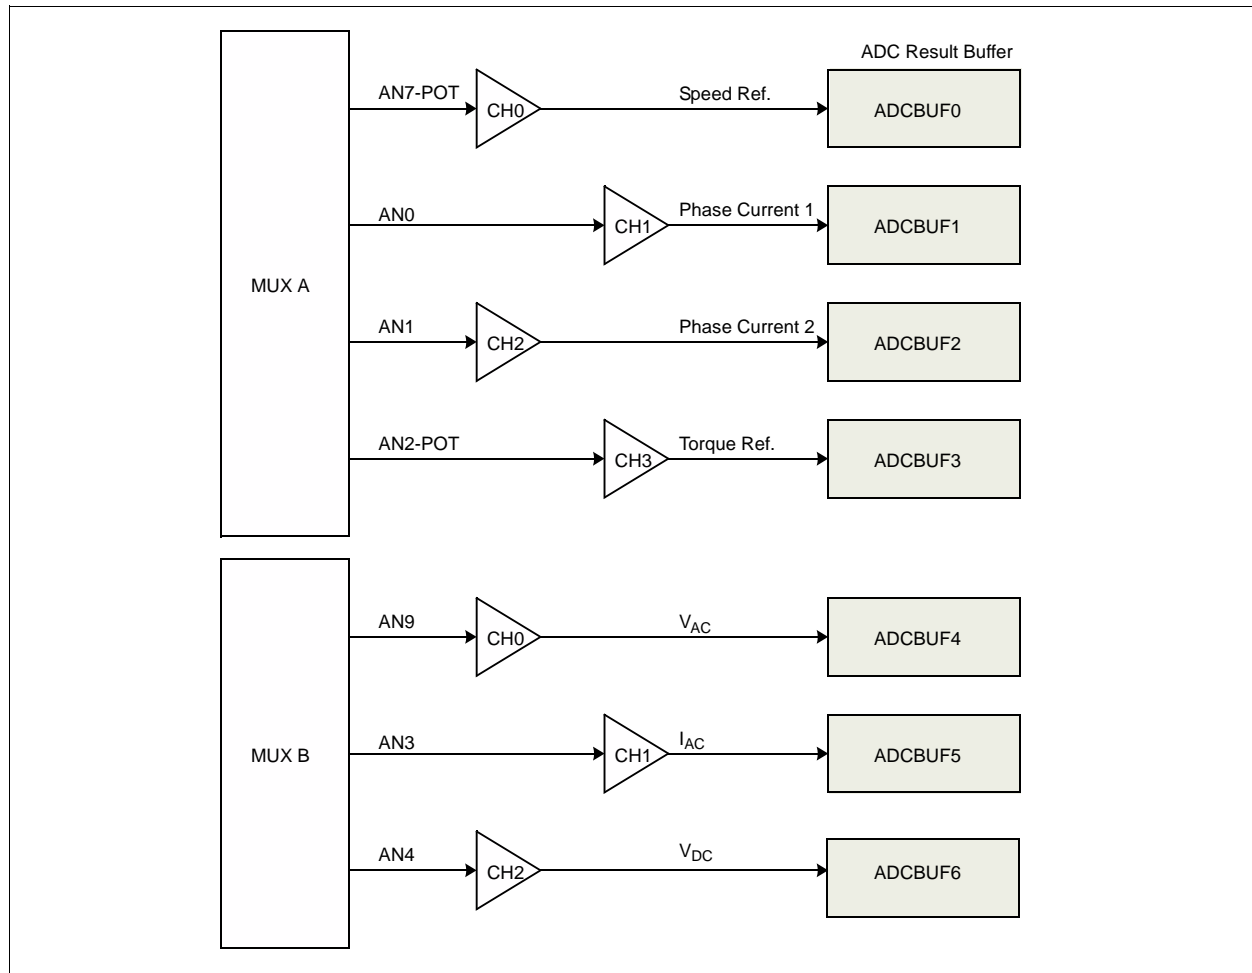 ADC Result Buffer
AN7-POT
CH0
Speed Ref.
ADCBUF0
AN0
CH1
Phase Current 1
ADCBUF1
MUX A
AN1
CH2
Phase Current 2
ADCBUF2
AN2-POT
CH3
Torque Ref.
ADCBUF3
AN9
CH0
VAC
ADCBUF4
MUX B
AN3
CH1
IAC
ADCBUF5
AN4
CH2
VDC
ADCBUF6